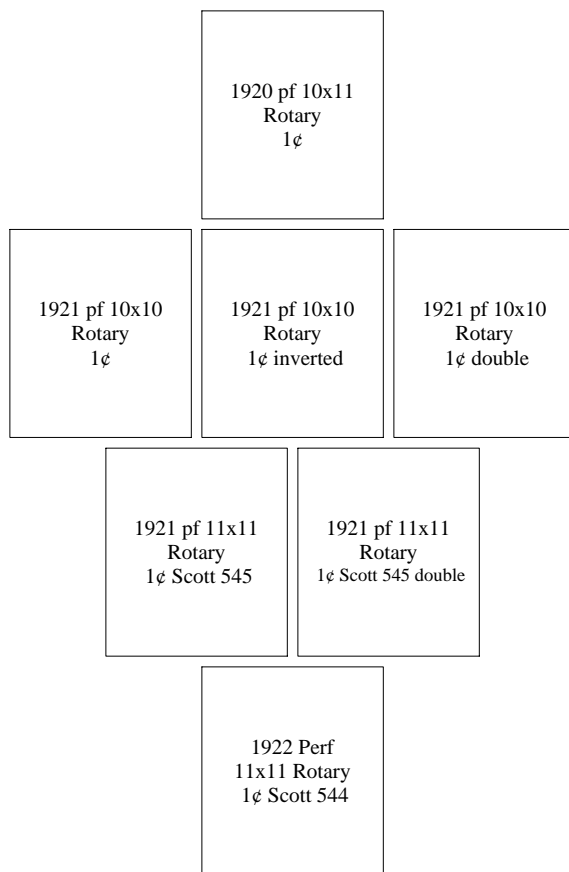 1920 pf 10x11
Rotary
1¢
1921 pf 10x10
Rotary
1¢
1921 pf 10x10
Rotary
1¢ inverted
1921 pf 10x10
Rotary
1¢ double
1921 pf 11x11
Rotary
1¢ Scott 545
1921 pf 11x11
Rotary
1¢ Scott 545 double
1922 Perf
11x11 Rotary
1¢ Scott 544